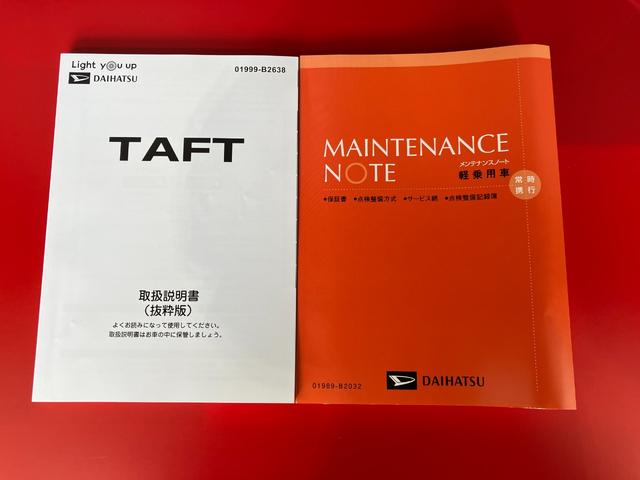 Light you up
DAIHATSU
01999-B2638
TAFT
取扱説明書
（抜粋版）
よくお読みになって使用してください。
取扱説明書はお車の中に保管しましょう。
MAINTENANCE
NOTE
メンテナンスノート
軽乗用車
常時
携行
●保証書 ●点検整備方式 ●サービス網 ●点検整備記録簿
DAIHATSU
01989-B2032